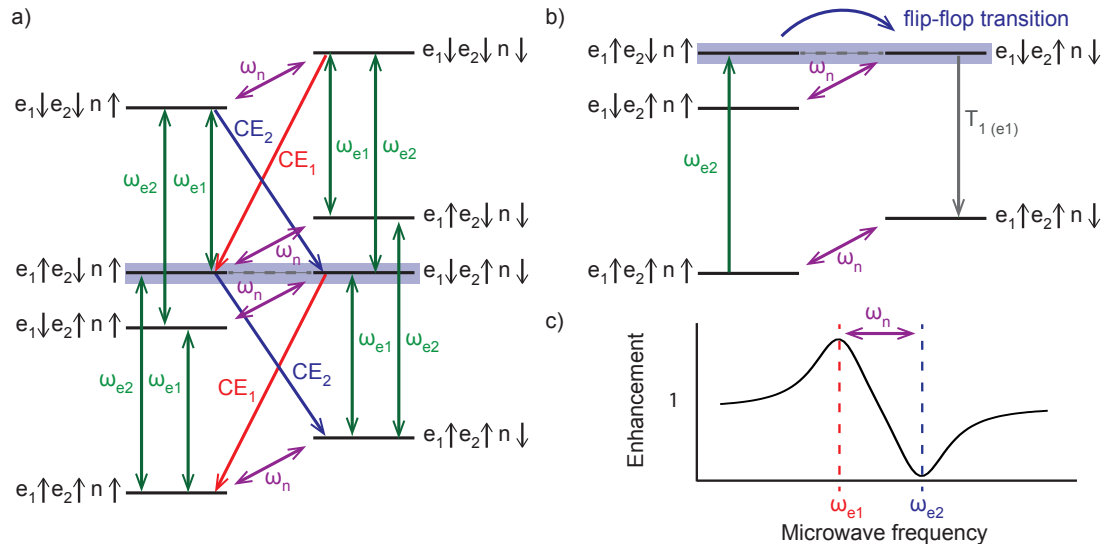 a)
e₁↓e₂↓n↓
ωₙ
e₁↓e₂↓n↑
CE₂
CE₁
ωₑ₁
ωₑ₂
ωₑ₂
ωₑ₁
e₁↑e₂↓n↓
ωₙ
e₁↑e₂↓n↑
e₁↓e₂↑n↓
ωₙ
e₁↓e₂↑n↑
ωₑ₁
ωₑ₂
ωₑ₂
ωₑ₁
CE₁
CE₂
e₁↑e₂↑n↓
ωₙ
e₁↑e₂↑n↑
b)
flip-flop transition
e₁↑e₂↓n↑
e₁↓e₂↑n↓
ωₙ
e₁↓e₂↑n↑
T₁ (e1)
ωₑ₂
e₁↑e₂↑n↓
ωₙ
e₁↑e₂↑n↑
c)
ωₙ
Enhancement
1
ωₑ₁
ωₑ₂
Microwave frequency